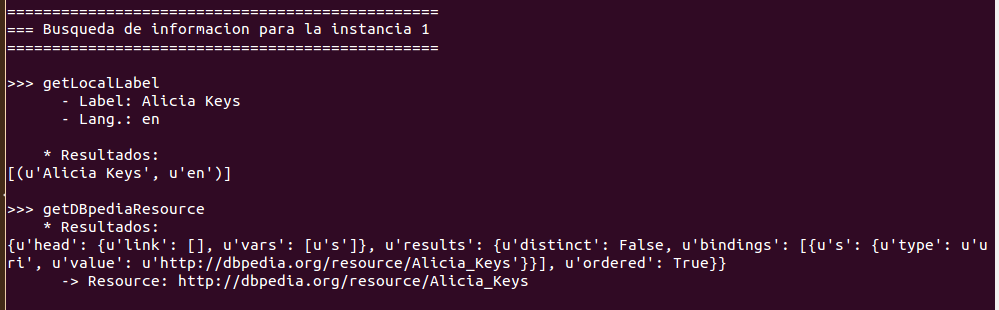 ================================================
=== Busqueda de informacion para la instancia 1
================================================
>>> getLocalLabel
- Label: Alicia Keys
- Lang.: en
* Resultados:
[(u'Alicia Keys', u'en')]
>>> getDBpediaResource
* Resultados:
{u'head': {u'link': [], u'vars': [u's']}, u'results': {u'distinct': False, u'bindings': [{u's': {u'type': u'u
ri', u'value': u'http://dbpedia.org/resource/Alicia_Keys'}}], u'ordered': True}}
-> Resource: http://dbpedia.org/resource/Alicia_Keys